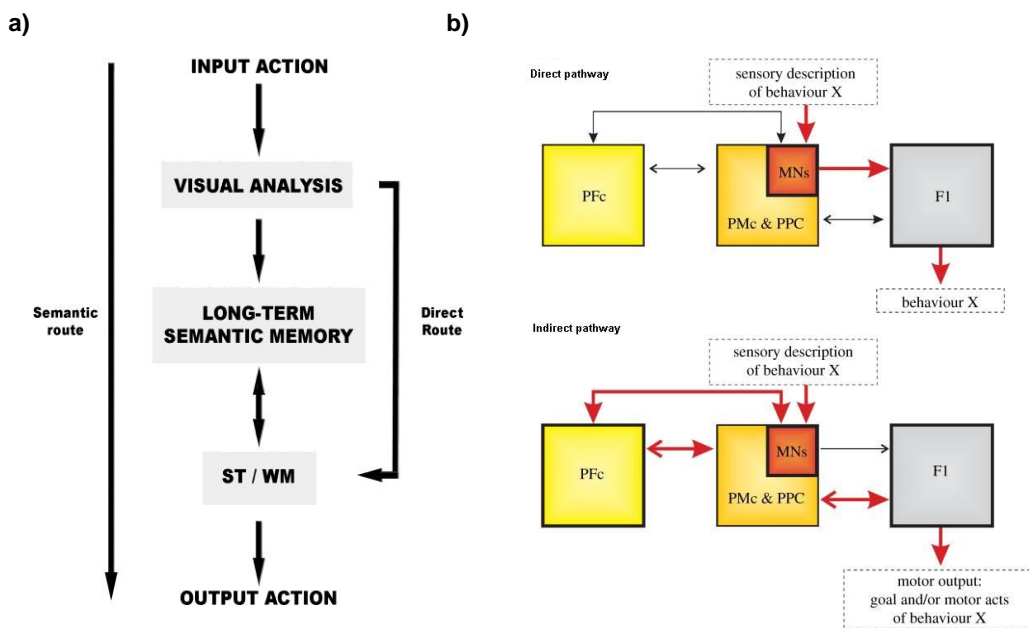 a)
INPUT ACTION
VISUAL ANALYSIS
LONG-TERM
SEMANTIC MEMORY
ST / WM
OUTPUT ACTION
Semantic
route
Direct
Route
b)
Direct pathway
sensory description
of behaviour X
MNs
PFc
PMc & PPC
F1
behaviour X
Indirect pathway
sensory description
of behaviour X
MNs
PFc
PMc & PPC
F1
motor output:
goal and/or motor acts
of behaviour X